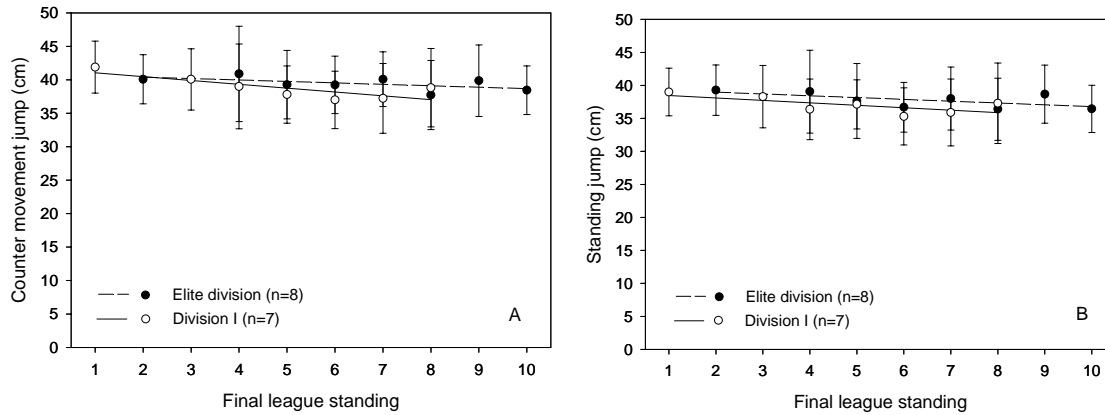 50
45
40
35
30
25
20
15
10
5
0
Counter movement jump (cm)
Elite division (n=8)
Division I (n=7)
A
1 2 3 4 5 6 7 8 9 10
Final league standing
50
45
40
35
30
25
20
15
10
5
0
Standing jump (cm)
Elite division (n=8)
Division I (n=7)
B
1 2 3 4 5 6 7 8 9 10
Final league standing